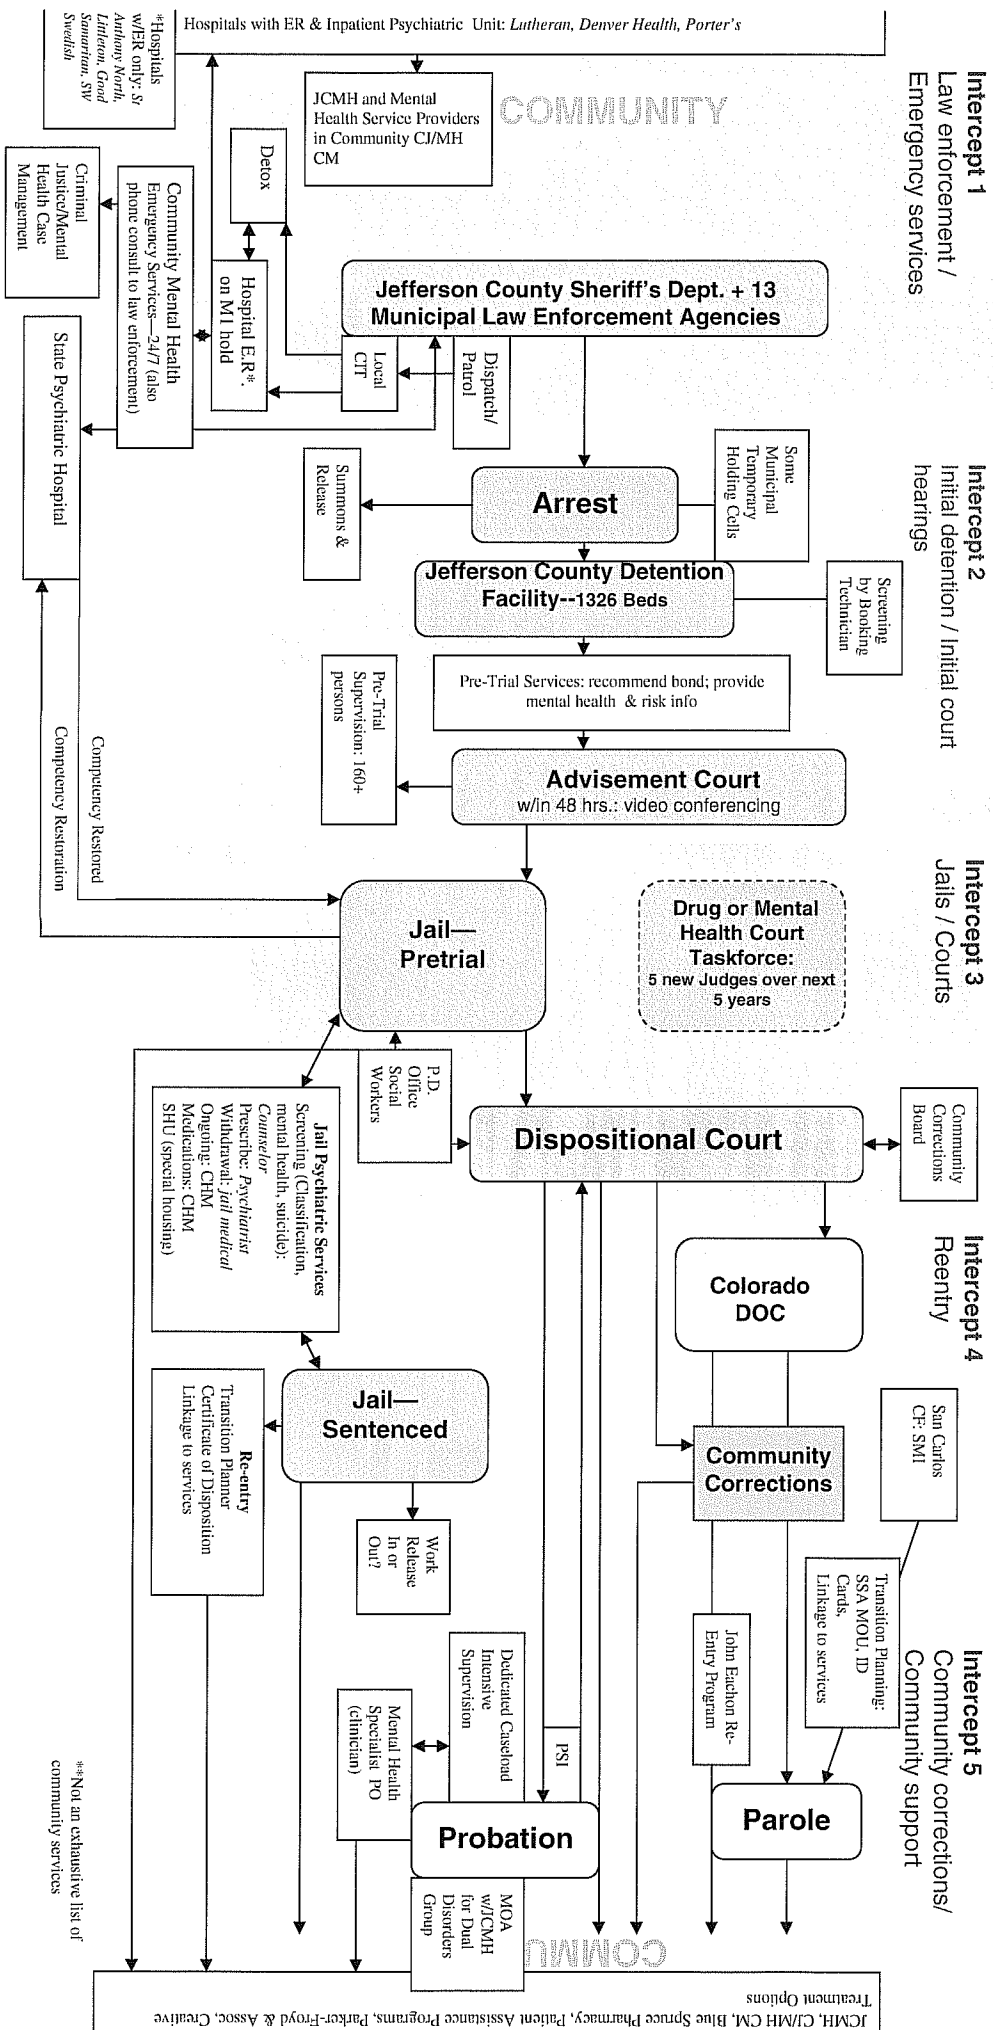 Intercept 1
Law enforcement /
Emergency services
Intercept 2
Initial detention / Initial court
hearings
Intercept 3
Jails / Courts
Intercept 4
Reentry
Intercept 5
Community corrections/
Community support
Hospitals with ER & Inpatient Psychiatric Unit: Lutheran, Denver Health, Porter's
*Hospitals
w/ER only: St
Anthony North,
Littleton, Good
Samaritan, SW
Swedish
JCMH and Mental
Health Service Providers
in Community CJ/MH
CM
COMMUNITY
Detox
Criminal
Justice/Mental
Health Case
Management
Community Mental Health
Emergency Services—24/7 (also
phone consult to law enforcement)
Hospital E.R*.
on M1 hold
Jefferson County Sheriff's Dept. + 13
Municipal Law Enforcement Agencies
Local
CIT
Dispatch/
Patrol
State Psychiatric Hospital
Some
Municipal
Temporary
Holding Cells
Arrest
Summons &
Release
Jefferson County Detention
Facility--1326 Beds
Screening
by Booking
Technician
Pre-Trial Services: recommend bond; provide
mental health & risk info
Pre-Trial
Supervision: 160+
persons
Advisement Court
w/in 48 hrs.: video conferencing
Competency Restored
Competency Restoration
Jail—
Pretrial
Drug or Mental
Health Court
Taskforce:
5 new Judges over next
5 years
P.D.
Office
Social
Workers
Community
Corrections
Board
Dispositional Court
Jail Psychiatric Services
Screening (Classification,
mental health, suicide):
Counselor
Prescribe: Psychiatrist
Withdrawal: jail medical
Ongoing: CHM
Medications: CHM
SHU (special housing)
Colorado
DOC
Jail—
Sentenced
Re-entry
Transition Planner
Certificate of Disposition
Linkage to services
Community
Corrections
San Carlos
CF: SMI
Work
Release
In or
Out?
Transition Planning:
SSA MOU, ID
Cards,
Linkage to services
John Eachon Re-
Entry Program
Dedicated Caseload
Intensive
Supervision
Mental Health
Specialist PO
(clinician)
PSI
Parole
Probation
MOA
w/JCMH
for Dual
Disorders
Group
**Not an exhaustive list of
community services
COMMU
JCMH, CJ/MH CM, Blue Spruce Pharmacy, Patient Assistance Programs, Parker-Froyd & Assoc, Creative
Treatment Options